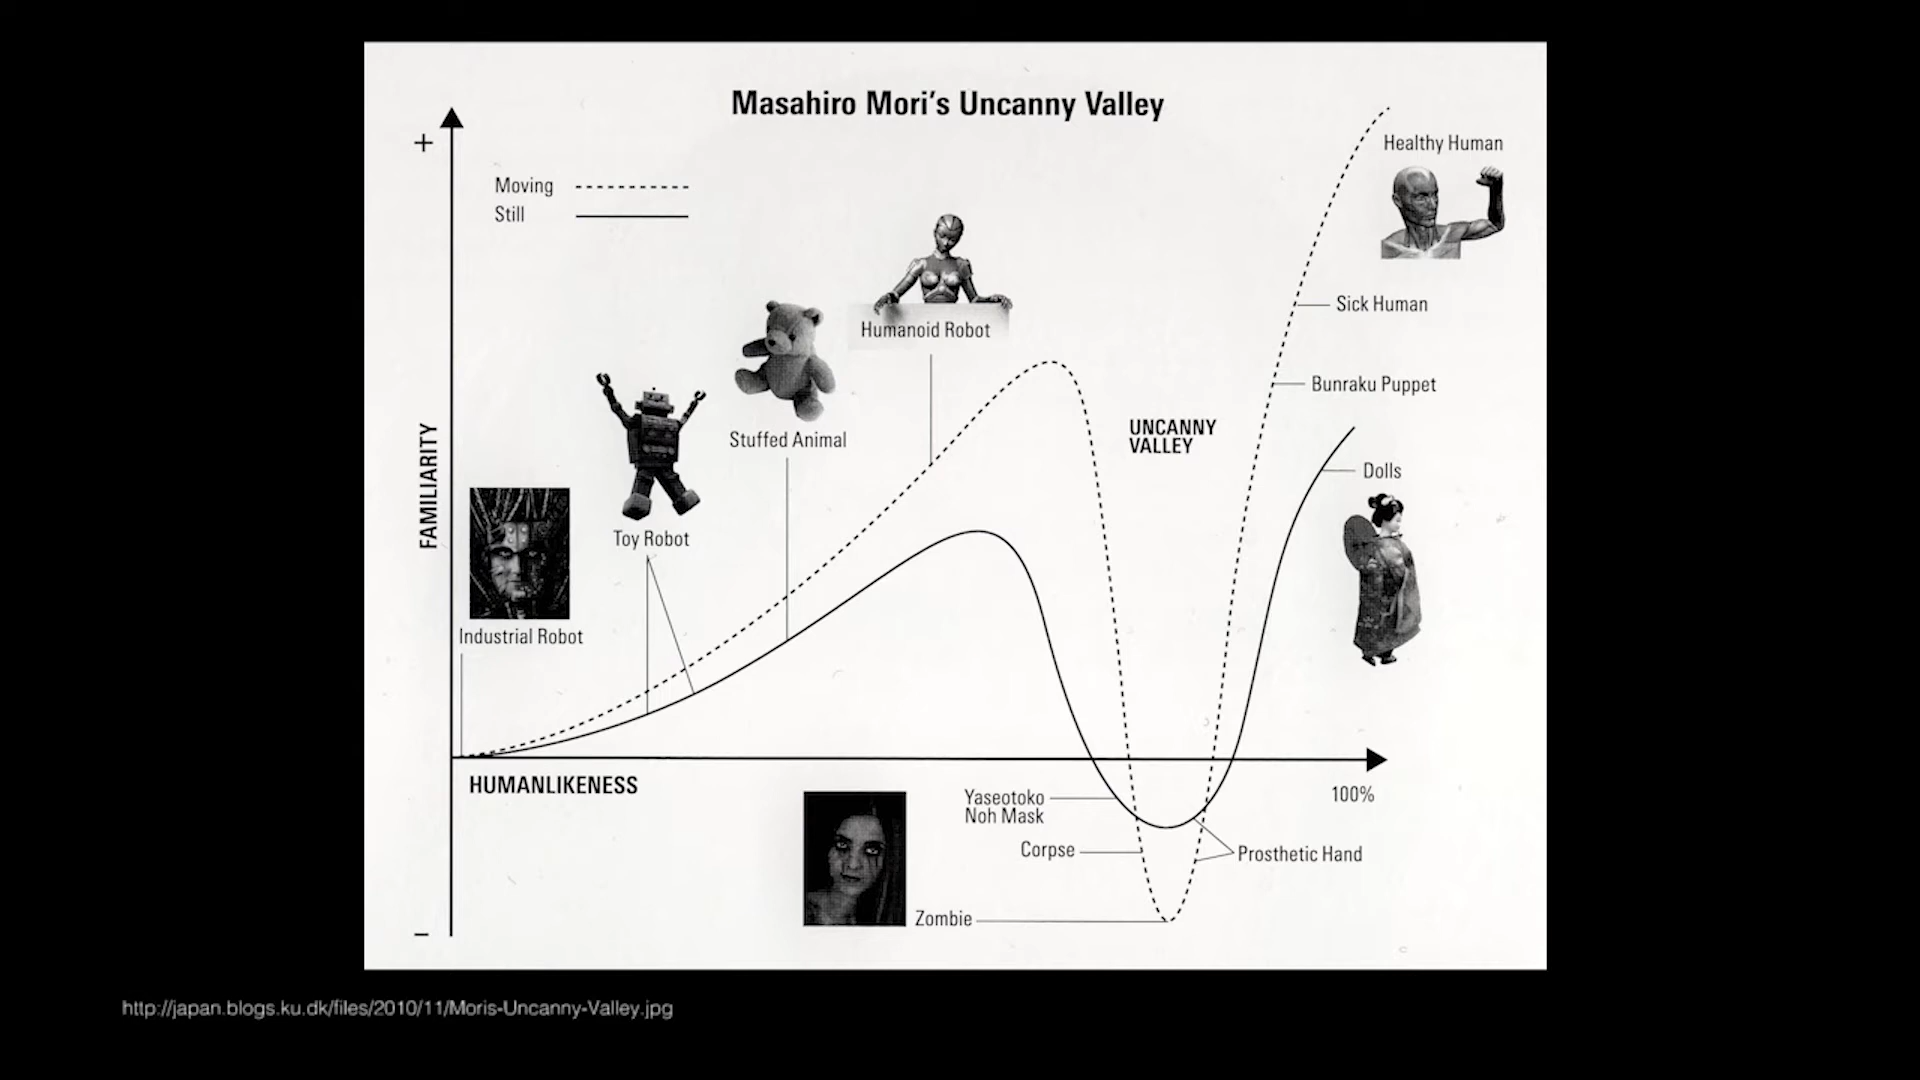 Masahiro Mori's Uncanny Valley
+
Moving
Still
Healthy Human
Sick Human
Humanoid Robot
Bunraku Puppet
Stuffed Animal
UNCANNY
VALLEY
Dolls
FAMILIARITY
Toy Robot
Industrial Robot
HUMANLIKENESS
100%
Yaseotoko
Noh Mask
Corpse
Prosthetic Hand
Zombie
–
http://japan.blogs.ku.dk/files/2010/11/Moris-Uncanny-Valley.jpg